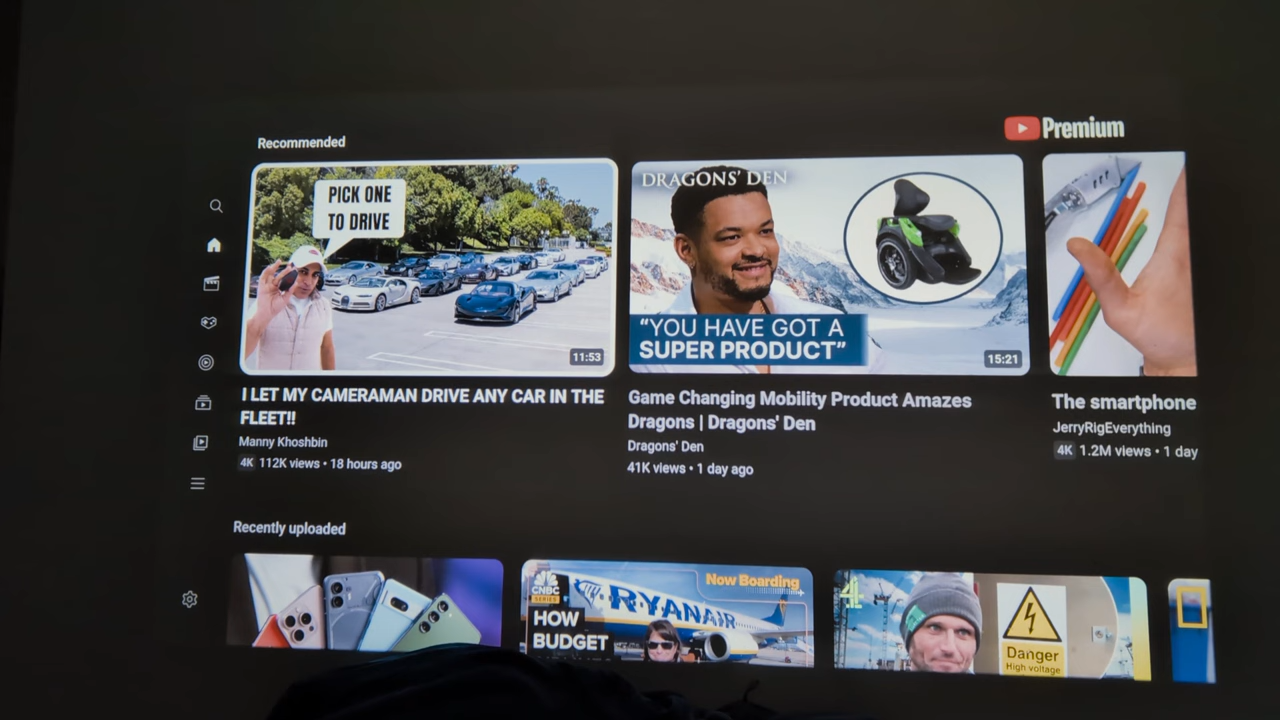 Premium
Recommended
PICK ONE
TO DRIVE
11:53
DRAGONS' DEN
"YOU HAVE GOT A
SUPER PRODUCT"
15:21
I LET MY CAMERAMAN DRIVE ANY CAR IN THE
FLEET!!
Manny Khoshbin
4K 112K views • 18 hours ago
Game Changing Mobility Product Amazes
Dragons | Dragons' Den
Dragons' Den
41K views • 1 day ago
The smartphone
JerryRigEverything
4K 1.2M views • 1 day
Recently uploaded
CNBC
SERIES
Now Boarding
RYANAIR
HOW
BUDGET
4
Danger
High voltage